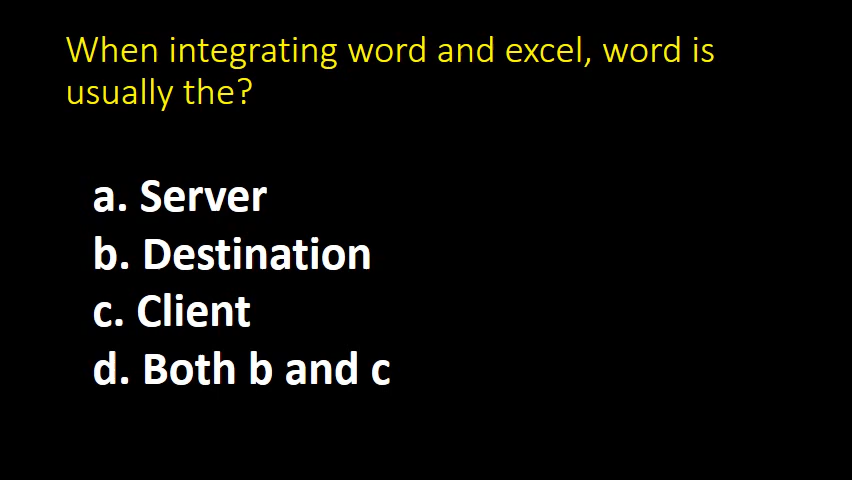 When integrating word and excel, word is
usually the?
a. Server
b. Destination
c. Client
d. Both b and c